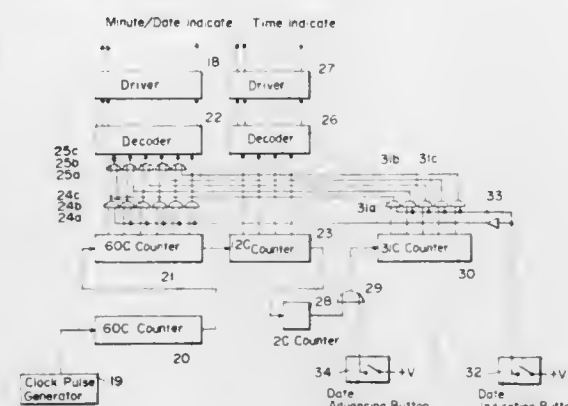 Minute/Date indicate Time indicate
18
27
Driver Driver
22
26
Decoder Decoder
25c
25b
25a
31b 31c
24c
24b
24a
31a
33
23
60C Counter 12C Counter 31C Counter
30
21
28 29
60C Counter
2C Counter
20
19
Clock Pulse
Generator
34 +V
32 +V
Date
Advancing Button
Date